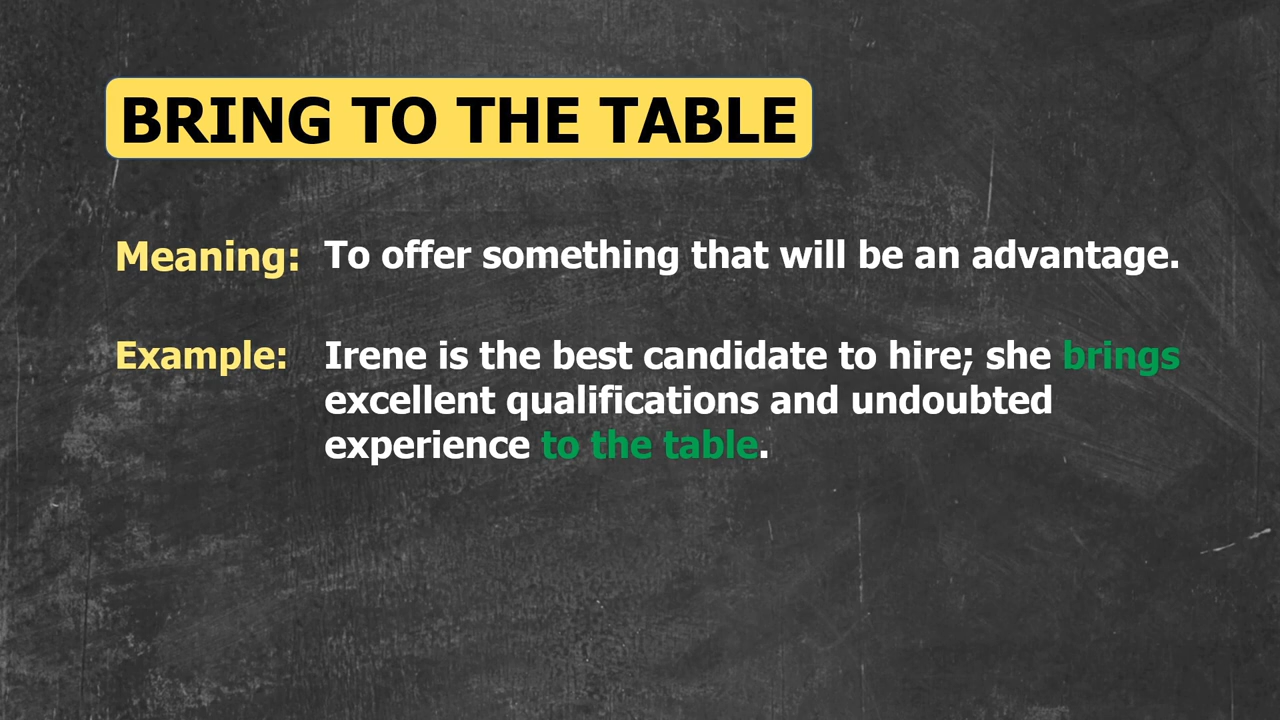 BRING TO THE TABLE
Meaning: To offer something that will be an advantage.
Example: Irene is the best candidate to hire; she brings
excellent qualifications and undoubted
experience to the table.